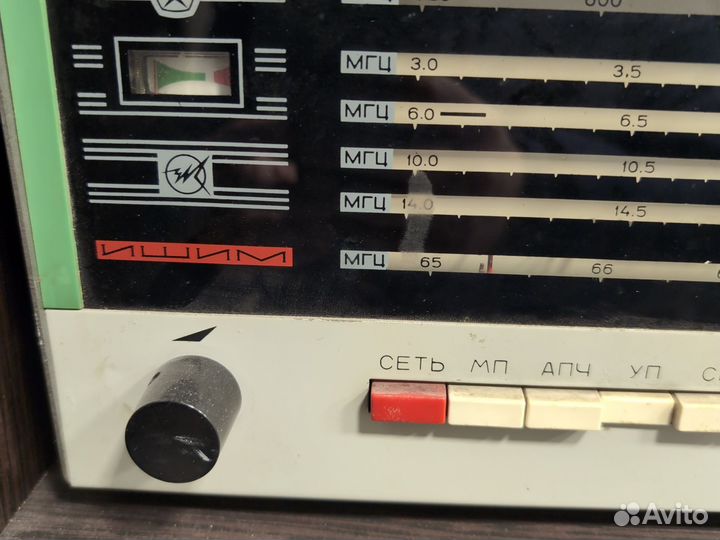 МГЦ 3.0 3,5
МГЦ 6.0 6.5
МГЦ 10.0 10.5
МГЦ 14.0 14.5
ИШИМ
МГЦ 65 66
СЕТЬ МП АПЧ УП
Avito